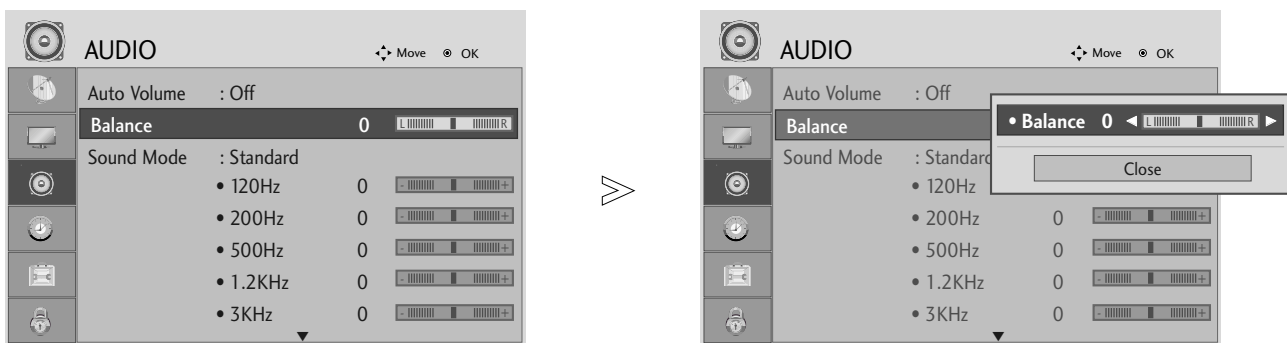 AUDIO Move OK
Auto Volume : Off
Balance 0 L R
Sound Mode : Standard
• 120Hz 0 - +
• 200Hz 0 - +
• 500Hz 0 - +
• 1.2KHz 0 - +
• 3KHz 0 - +
AUDIO Move OK
Auto Volume : Off
Balance
• Balance 0 L R
Close
Sound Mode : Standard
• 120Hz
• 200Hz 0 - +
• 500Hz 0 - +
• 1.2KHz 0 - +
• 3KHz 0 - +